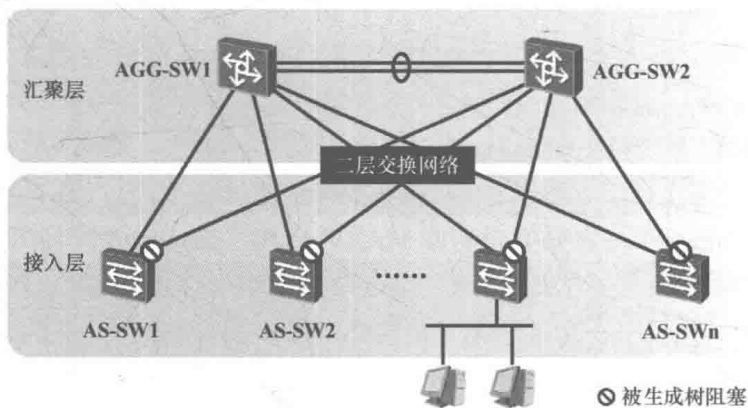 AGG-SW1
AGG-SW2
汇聚层
二层交换网络
接入层
······
AS-SW1
AS-SW2
AS-SWn
被生成树阻塞